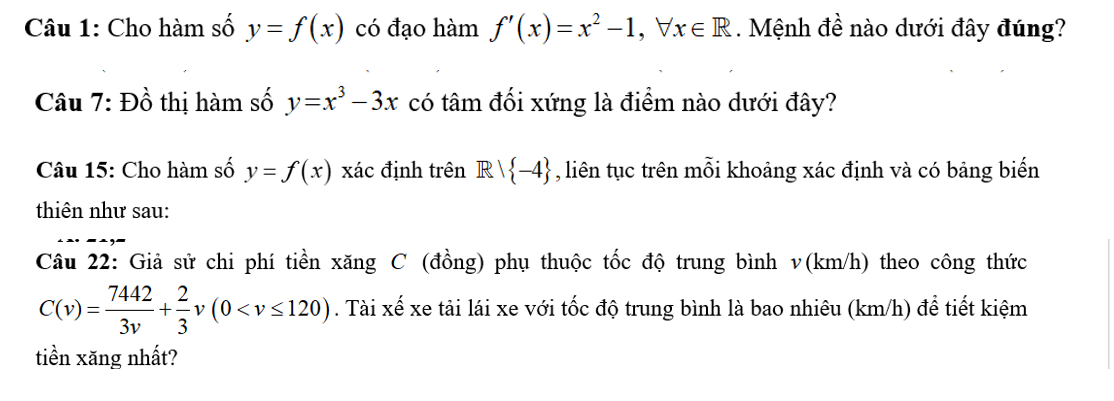 Câu 1: Cho hàm số y = f(x) có đạo hàm f'(x) = x² − 1, ∀x ∈ ℝ. Mệnh đề nào dưới đây đúng?
Câu 7: Đồ thị hàm số y = x³ − 3x có tâm đối xứng là điểm nào dưới đây?
Câu 15: Cho hàm số y = f(x) xác định trên ℝ \ {−4}, liên tục trên mỗi khoảng xác định và có bảng biến
thiên như sau:
Câu 22: Giả sử chi phí tiền xăng C (đồng) phụ thuộc tốc độ trung bình v(km/h) theo công thức
C(v) = 7442/3v + 2/3 v (0 < v ≤ 120). Tài xế xe tải lái xe với tốc độ trung bình là bao nhiêu (km/h) để tiết kiệm
tiền xăng nhất?